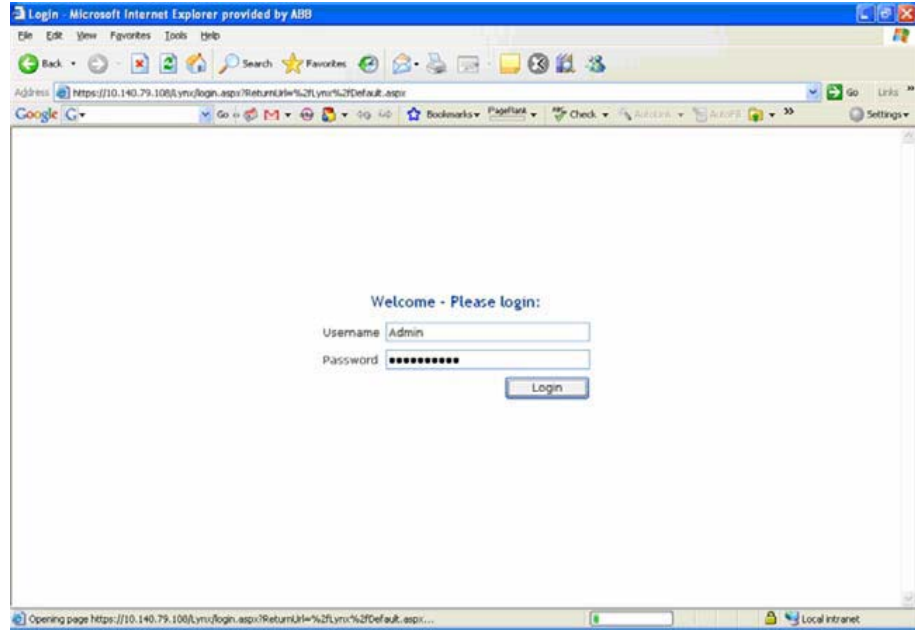 Login - Microsoft Internet Explorer provided by ABB
File Edit View Favorites Tools Help
Back Search Favorites
Address https://10.140.79.108/Lynx/login.aspx?ReturnUrl=%2fLynx%2fDefault.aspx Go Links »
Google G Go Bookmarks PageRank Check AutoLink AutoFill » Settings
Welcome - Please login:
Username Admin
Password ●●●●●●●●●●
Login
Opening page https://10.140.79.108/Lynx/login.aspx?ReturnUrl=%2fLynx%2fDefault.aspx... Local intranet